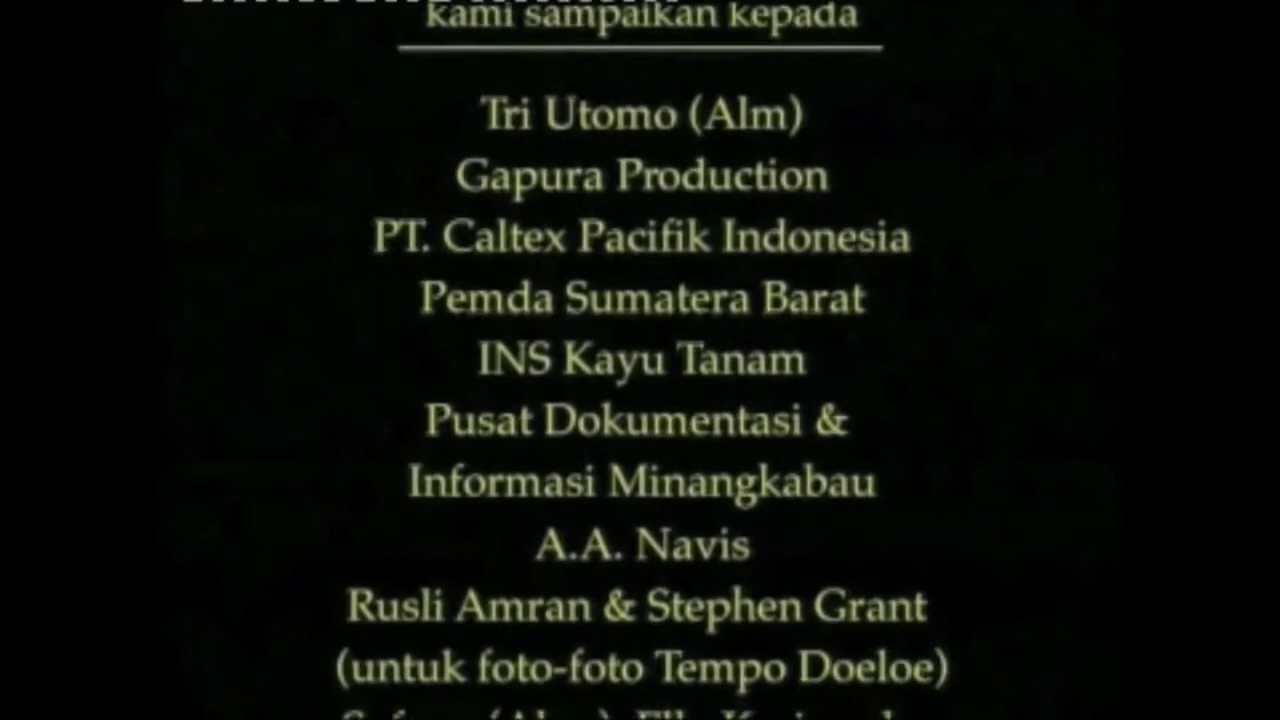 kami sampaikan kepada
Tri Utomo (Alm)
Gapura Production
PT. Caltex Pacifik Indonesia
Pemda Sumatera Barat
INS Kayu Tanam
Pusat Dokumentasi &
Informasi Minangkabau
A.A. Navis
Rusli Amran & Stephen Grant
(untuk foto-foto Tempo Doeloe)